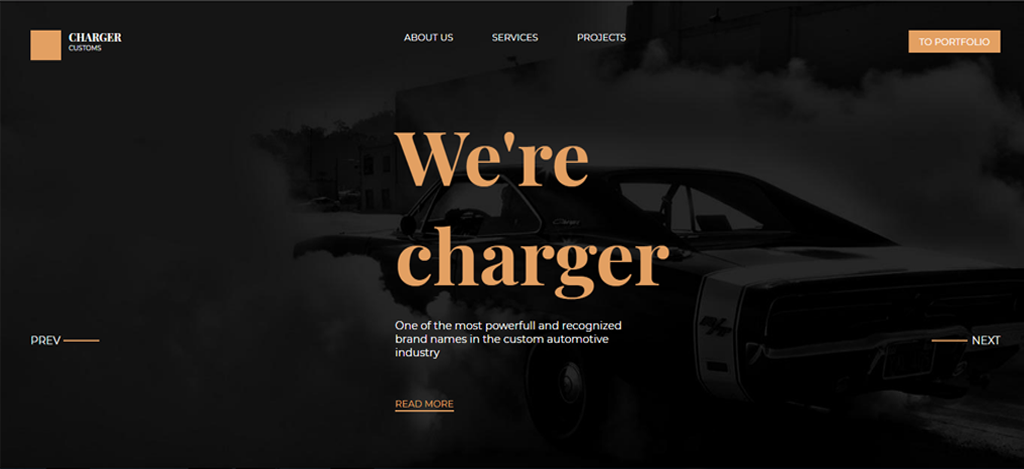 CHARGER
CUSTOMS
ABOUT US SERVICES PROJECTS
TO PORTFOLIO
We're
charger
One of the most powerfull and recognized
brand names in the custom automotive
industry
PREV
NEXT
READ MORE
R/T